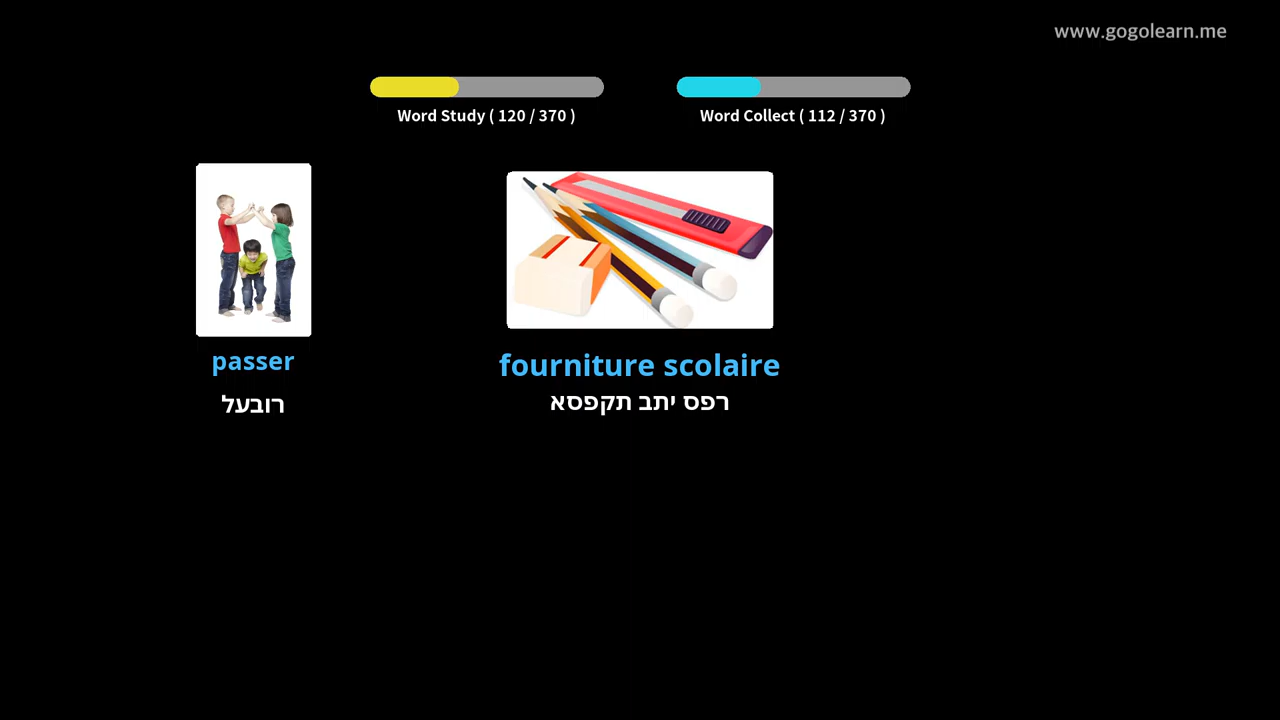 www.gogolearn.me
Word Study ( 120 / 370 )
Word Collect ( 112 / 370 )
passer
רובעל
fourniture scolaire
רפס יתב תקפסא